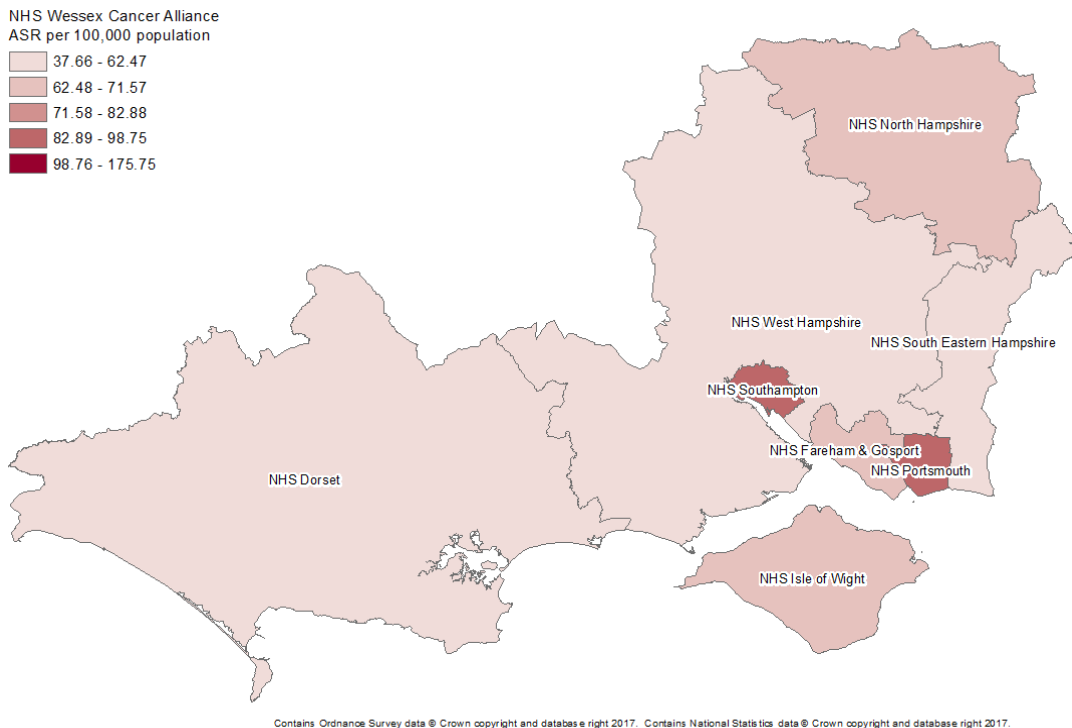 NHS Wessex Cancer Alliance
ASR per 100,000 population
37.66 - 62.47
62.48 - 71.57
71.58 - 82.88
82.89 - 98.75
98.76 - 175.75
NHS North Hampshire
NHS West Hampshire
NHS South Eastern Hampshire
NHS Southampton
NHS Fareham & Gosport
NHS Portsmouth
NHS Dorset
NHS Isle of Wight
Contains Ordnance Survey data © Crown copyright and database right 2017. Contains National Statistics data © Crown copyright and database right 2017.